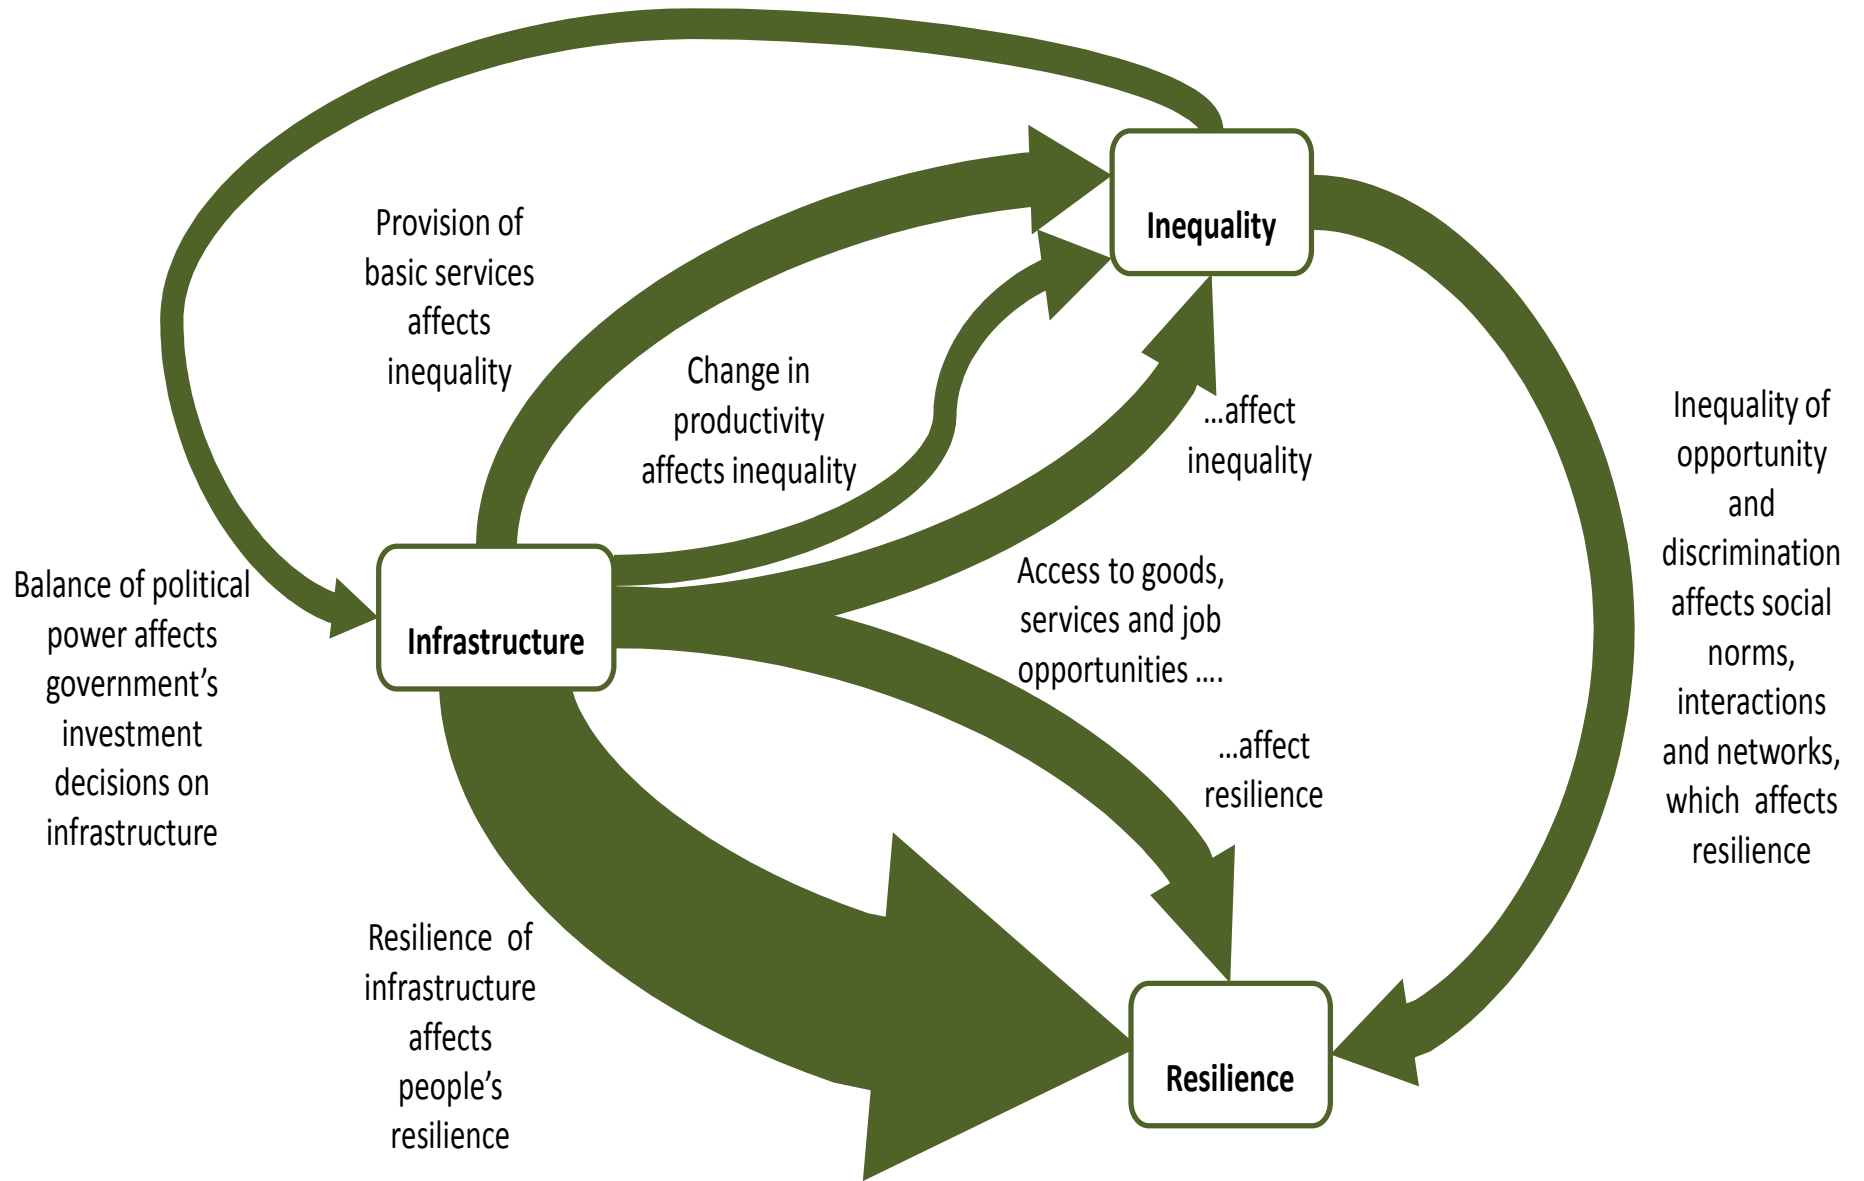 Provision of
basic services
affects
inequality
Inequality
Change in
productivity
affects inequality
...affect
inequality
Inequality of
opportunity
and
discrimination
affects social
norms,
interactions
and networks,
which affects
resilience
Balance of political
power affects
government’s
investment
decisions on
infrastructure
Infrastructure
Access to goods,
services and job
opportunities ....
...affect
resilience
Resilience of
infrastructure
affects
people’s
resilience
Resilience